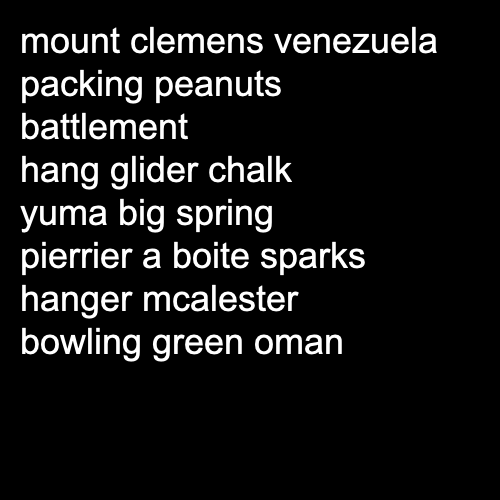 mount clemens venezuela
packing peanuts
battlement
hang glider chalk
yuma big spring
pierrier a boite sparks
hanger mcalester
bowling green oman